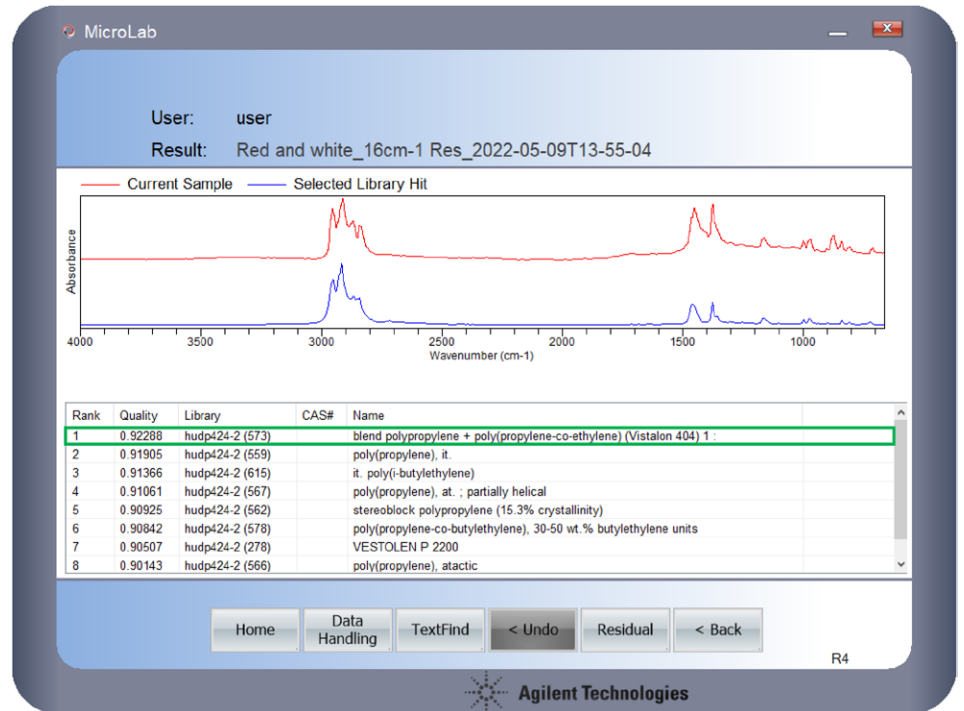 MicroLab
User: user
Result: Red and white_16cm-1 Res_2022-05-09T13-55-04
Current Sample Selected Library Hit
Absorbance
4000 3500 3000 2500 2000 1500 1000
Wavenumber (cm-1)
Rank Quality Library CAS# Name
1 0.92288 hudp424-2 (573) blend polypropylene + poly(propylene-co-ethylene) (Vistalon 404) 1 :
2 0.91905 hudp424-2 (559) poly(propylene), it.
3 0.91366 hudp424-2 (615) it. poly(i-butylethylene)
4 0.91061 hudp424-2 (567) poly(propylene), at. ; partially helical
5 0.90925 hudp424-2 (562) stereoblock polypropylene (15.3% crystallinity)
6 0.90842 hudp424-2 (578) poly(propylene-co-butylethylene), 30-50 wt.% butylethylene units
7 0.90507 hudp424-2 (278) VESTOLEN P 2200
8 0.90143 hudp424-2 (566) poly(propylene), atactic
Home Data Handling TextFind < Undo Residual < Back
R4
Agilent Technologies